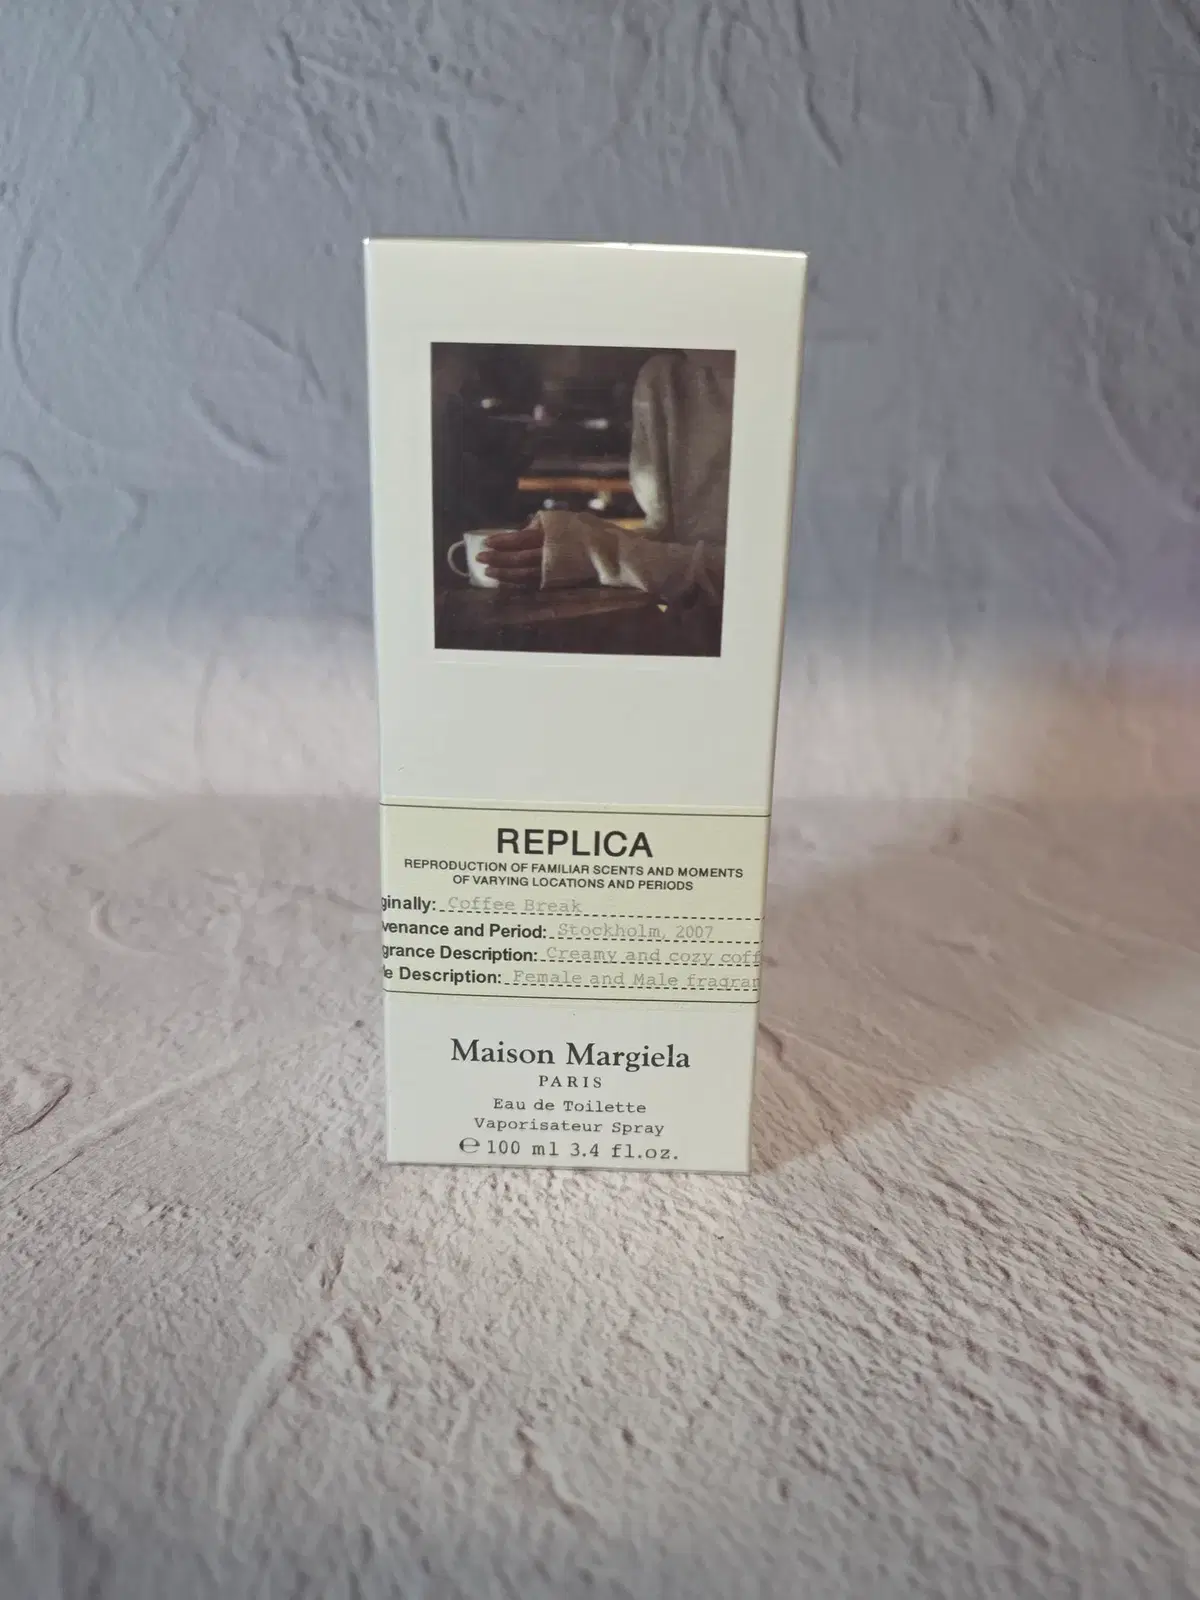 REPLICA
REPRODUCTION OF FAMILIAR SCENTS AND MOMENTS
OF VARYING LOCATIONS AND PERIODS
ginally: Coffee Break
venance and Period: Stockholm, 2007
grance Description: Creamy and cozy coff
le Description: Female and Male fragran
Maison Margiela
PARIS
Eau de Toilette
Vaporisateur Spray
℮ 100 ml 3.4 fl.oz.